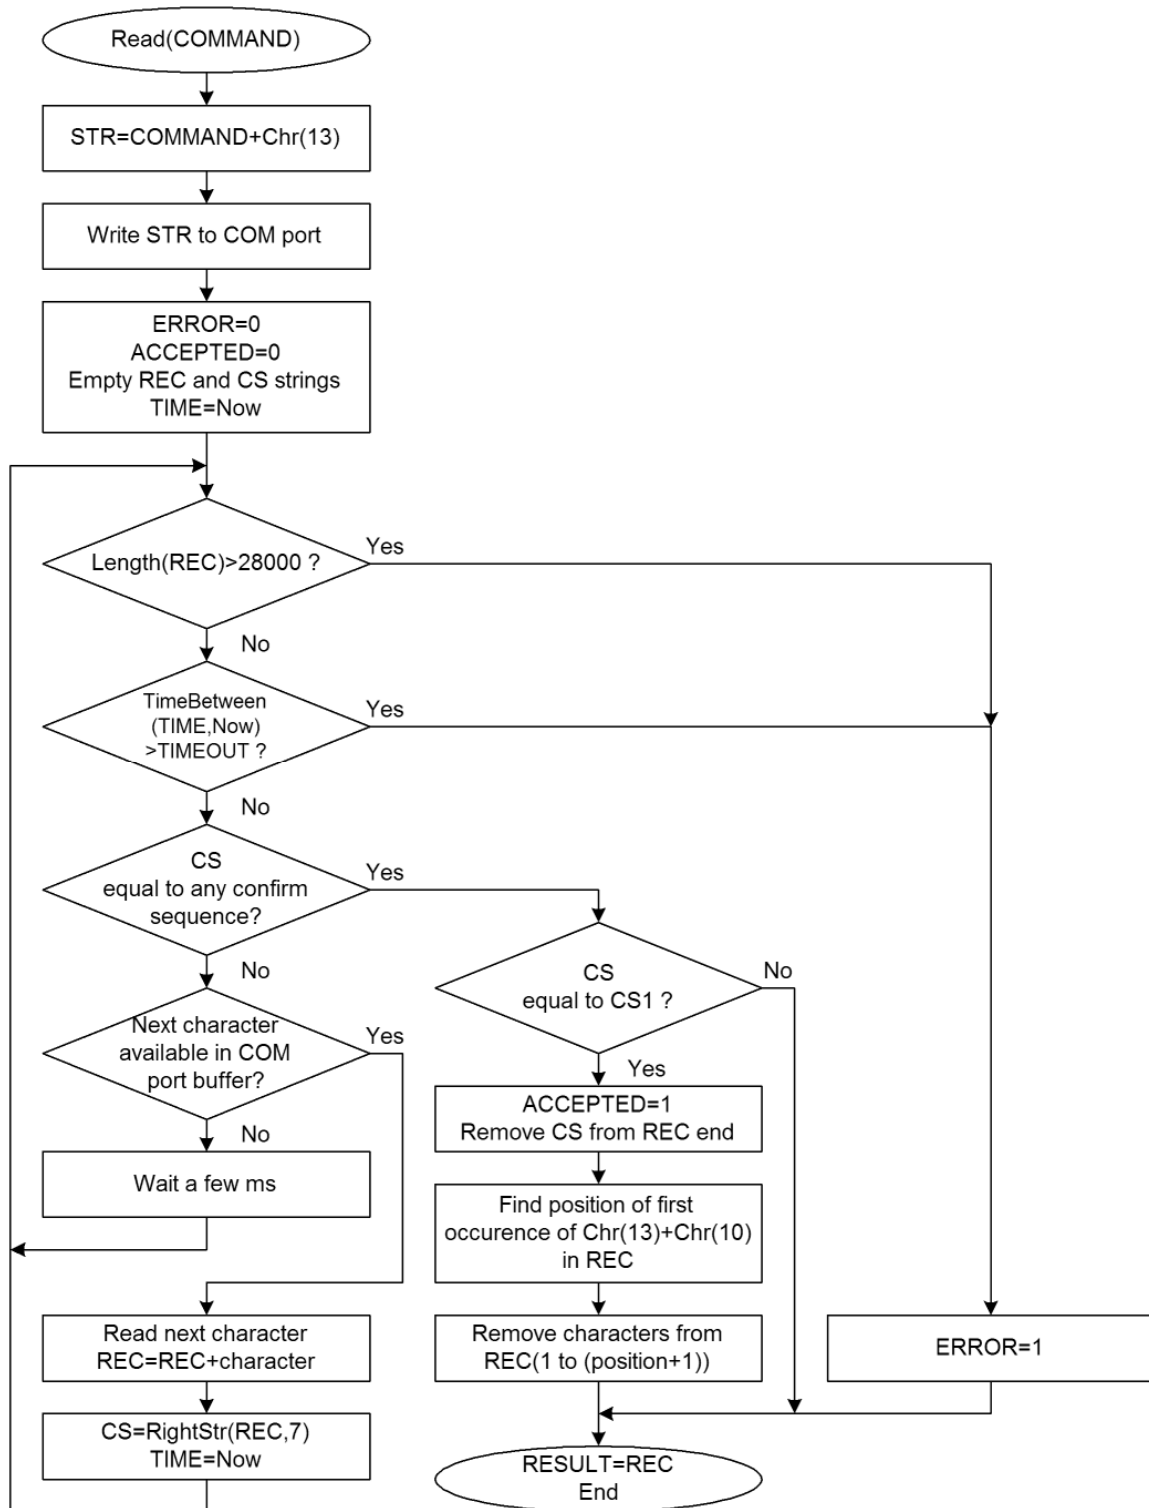 Read(COMMAND)
STR=COMMAND+Chr(13)
Write STR to COM port
ERROR=0
ACCEPTED=0
Empty REC and CS strings
TIME=Now
Length(REC)>28000 ?
Yes
No
TimeBetween
(TIME,Now)
>TIMEOUT ?
Yes
No
CS
equal to any confirm
sequence?
Yes
No
CS
equal to CS1 ?
No
Yes
Next character
available in COM
port buffer?
Yes
No
Wait a few ms
ACCEPTED=1
Remove CS from REC end
Find position of first
occurence of Chr(13)+Chr(10)
in REC
Read next character
REC=REC+character
Remove characters from
REC(1 to (position+1))
ERROR=1
CS=RightStr(REC,7)
TIME=Now
RESULT=REC
End